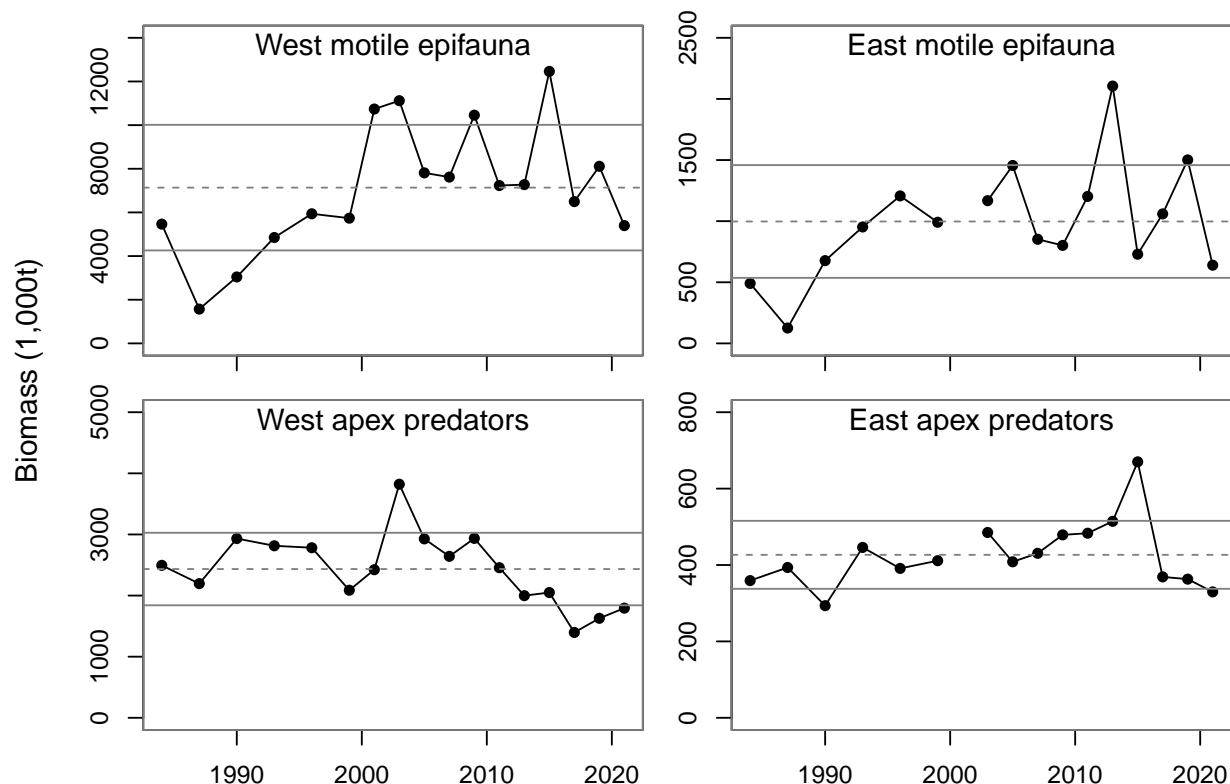 West motile epifauna
East motile epifauna
12000
8000
4000
0
2500
1500
500
0
Biomass (1,000t)
West apex predators
East apex predators
5000
3000
1000
0
800
600
400
200
0
1990 2000 2010 2020
1990 2000 2010 2020